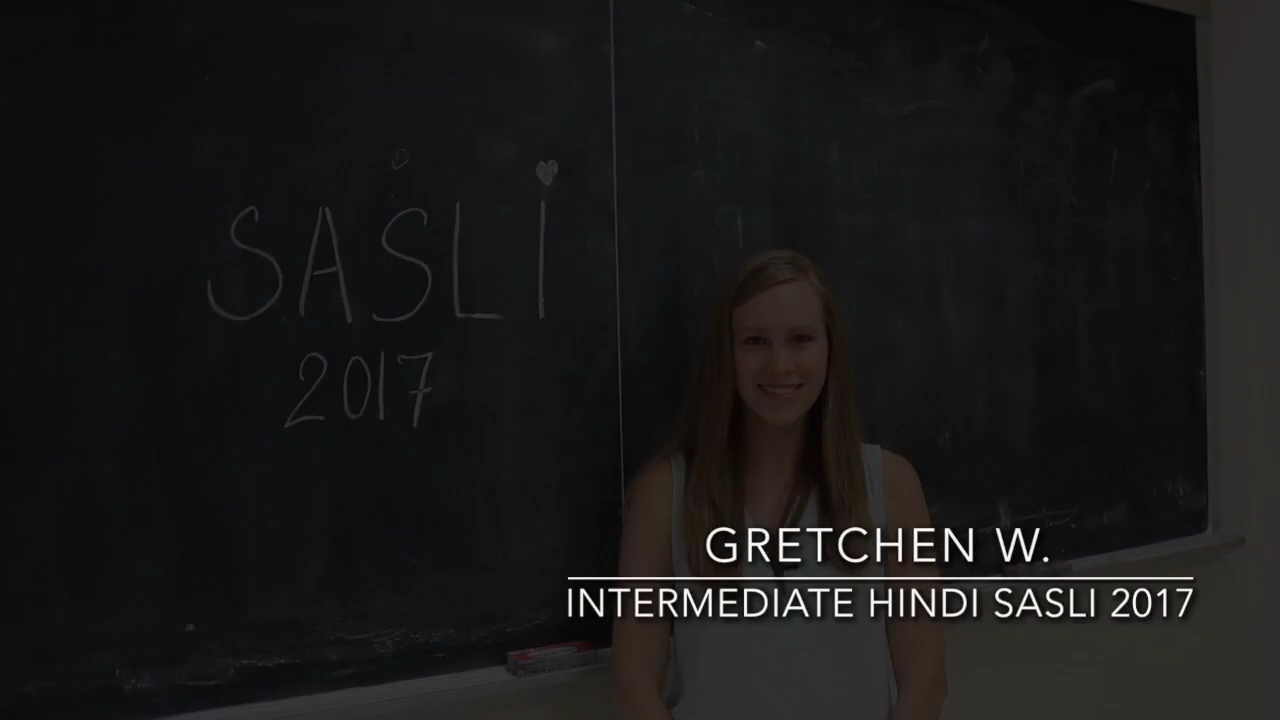 SASLI
2017
GRETCHEN W.
INTERMEDIATE HINDI SASLI 2017